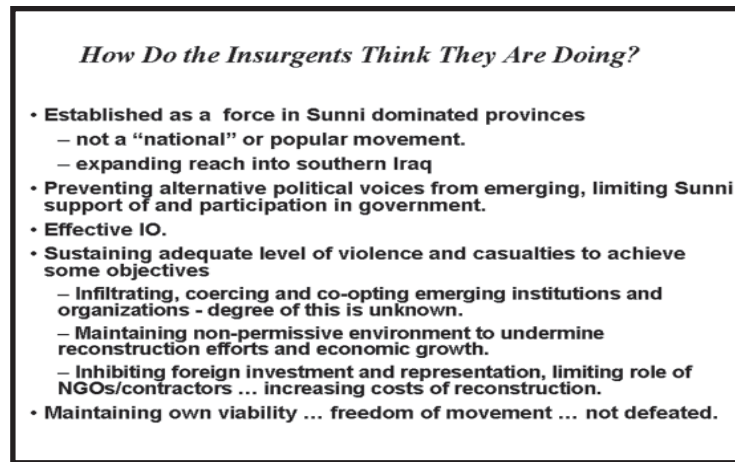 How Do the Insurgents Think They Are Doing?
• Established as a force in Sunni dominated provinces
– not a “national” or popular movement.
– expanding reach into southern Iraq
• Preventing alternative political voices from emerging, limiting Sunni
support of and participation in government.
• Effective IO.
• Sustaining adequate level of violence and casualties to achieve
some objectives
– Infiltrating, coercing and co-opting emerging institutions and
organizations - degree of this is unknown.
– Maintaining non-permissive environment to undermine
reconstruction efforts and economic growth.
– Inhibiting foreign investment and representation, limiting role of
NGOs/contractors … increasing costs of reconstruction.
• Maintaining own viability … freedom of movement … not defeated.